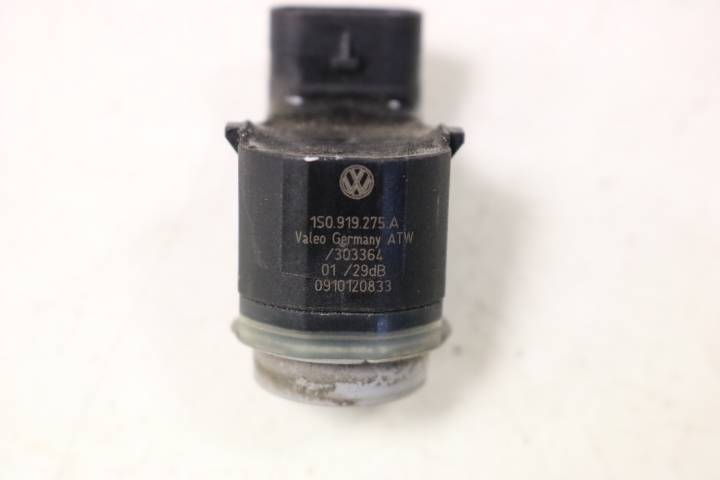 1S0.919.275 A
Valeo Germany ATW
/303364
01 /29dB
0910120833